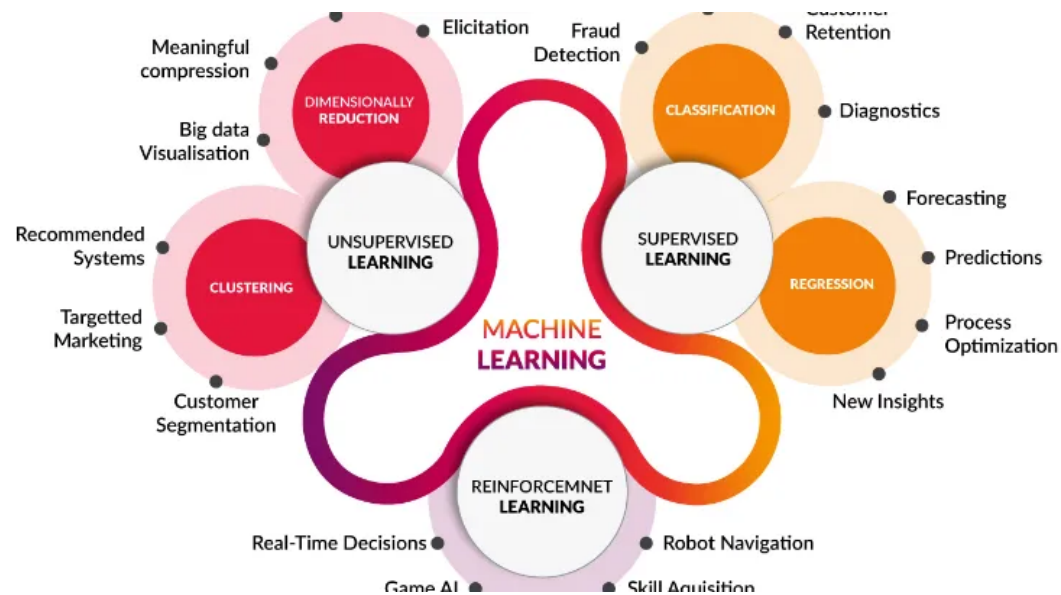 Elicitation
Meaningful
compression
DIMENSIONALLY
REDUCTION
Big data
Visualisation
Recommended
Systems
CLUSTERING
Targetted
Marketing
Customer
Segmentation
UNSUPERVISED
LEARNING
Customer
Retention
Fraud
Detection
CLASSIFICATION
Diagnostics
SUPERVISED
LEARNING
Forecasting
Predictions
REGRESSION
Process
Optimization
New Insights
MACHINE
LEARNING
REINFORCEMNET
LEARNING
Real-Time Decisions
Robot Navigation
Game AI
Skill Aquisition